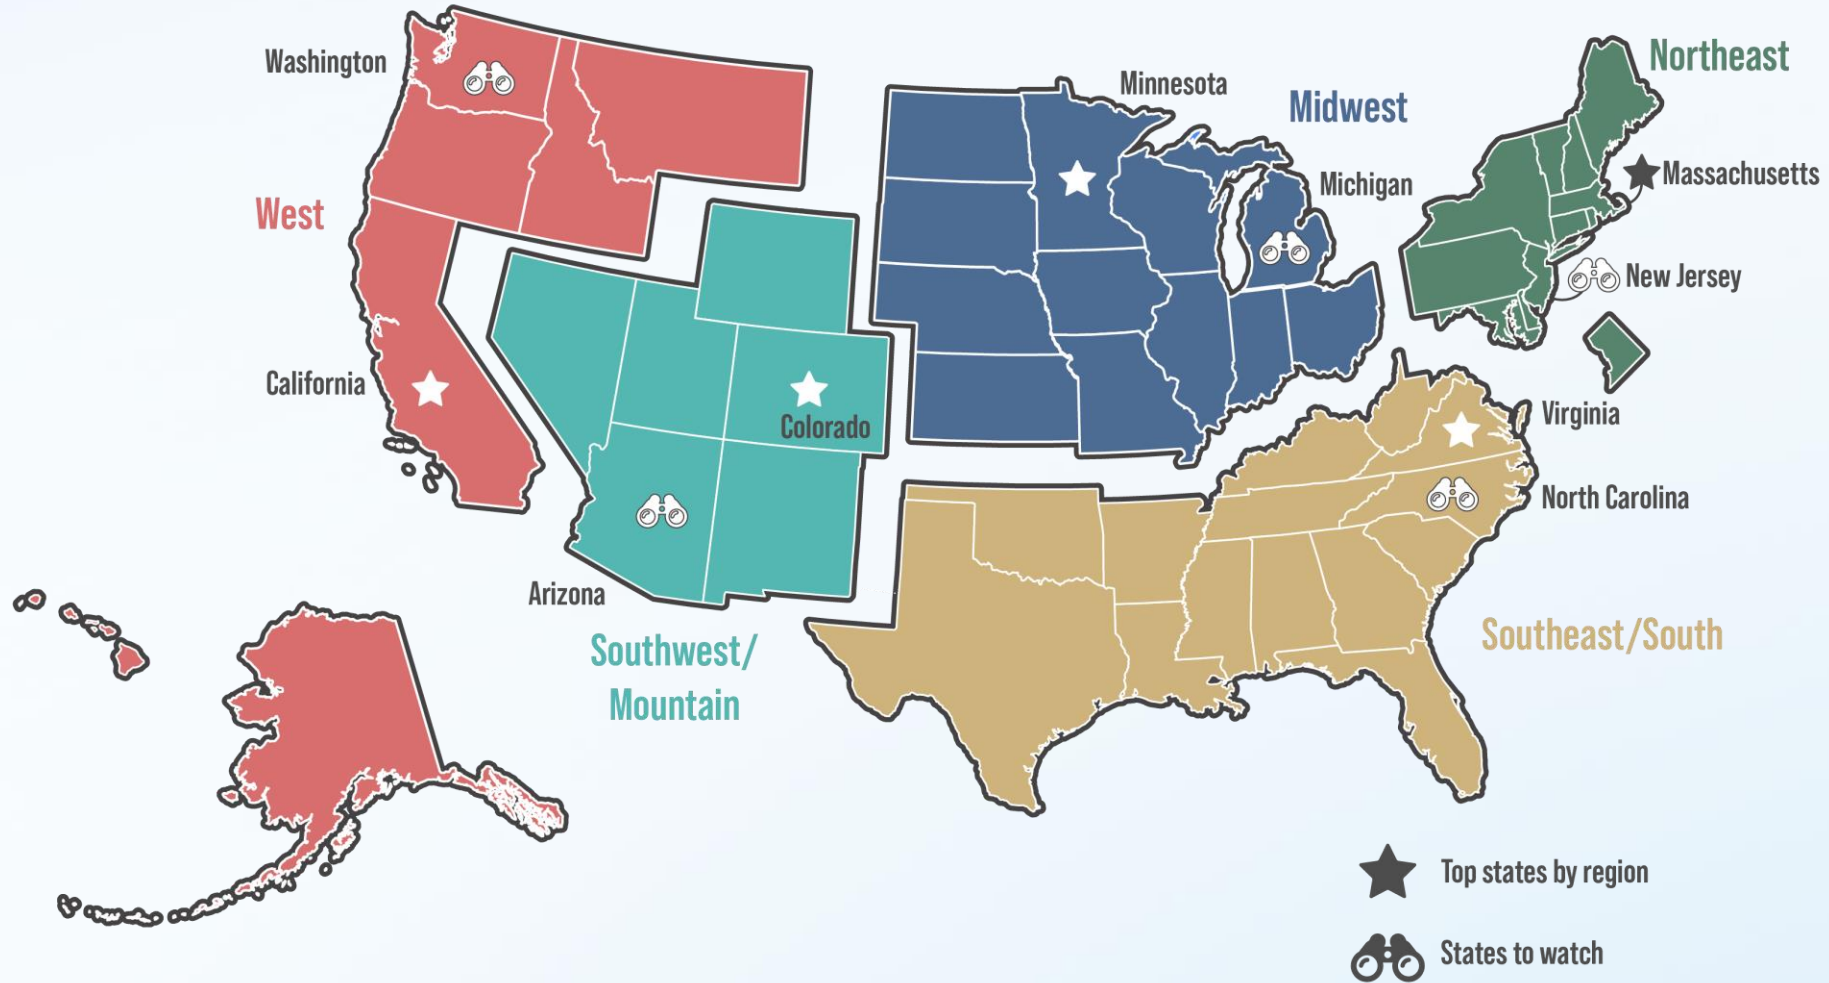 Washington
West
California
Minnesota
Midwest
Michigan
Northeast
Massachusetts
New Jersey
Colorado
Arizona
Southwest/
Mountain
Virginia
North Carolina
Southeast/South
Top states by region
States to watch